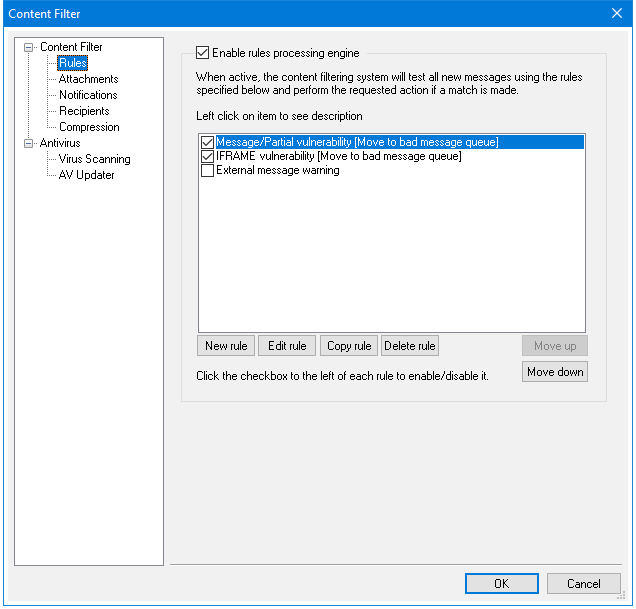 Content Filter
Content Filter
Rules
Attachments
Notifications
Recipients
Compression
Antivirus
Virus Scanning
AV Updater
Enable rules processing engine
When active, the content filtering system will test all new messages using the rules
specified below and perform the requested action if a match is made.
Left click on item to see description
Message/Partial vulnerability [Move to bad message queue]
IFRAME vulnerability [Move to bad message queue]
External message warning
New rule Edit rule Copy rule Delete rule Move up
Click the checkbox to the left of each rule to enable/disable it. Move down
OK Cancel